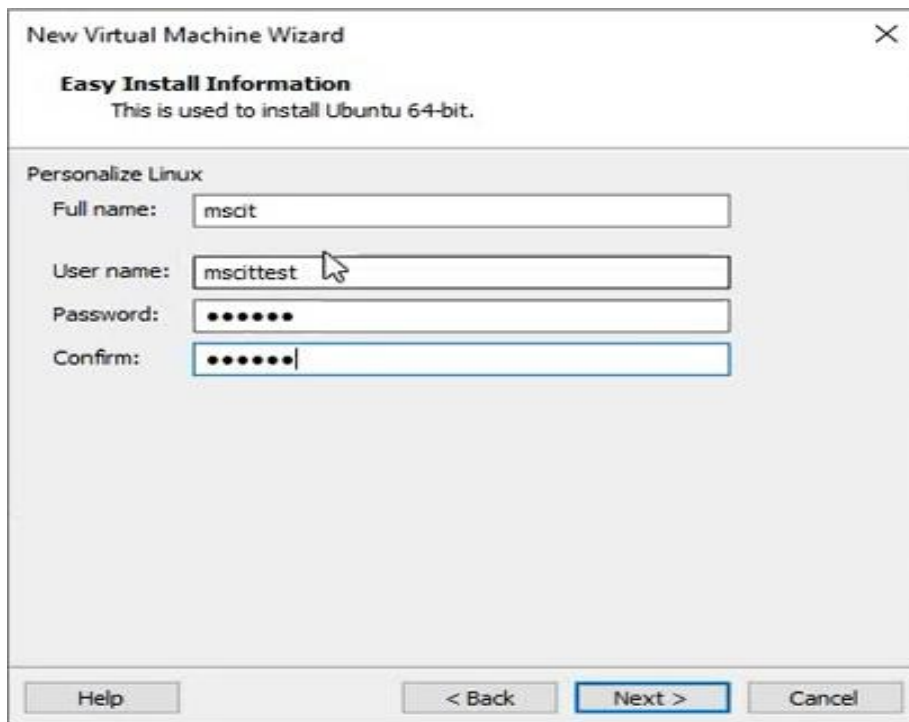 New Virtual Machine Wizard
Easy Install Information
This is used to install Ubuntu 64-bit.
Personalize Linux
Full name: mscit
User name: mscittest
Password: ●●●●●●
Confirm: ●●●●●●
Help < Back Next > Cancel